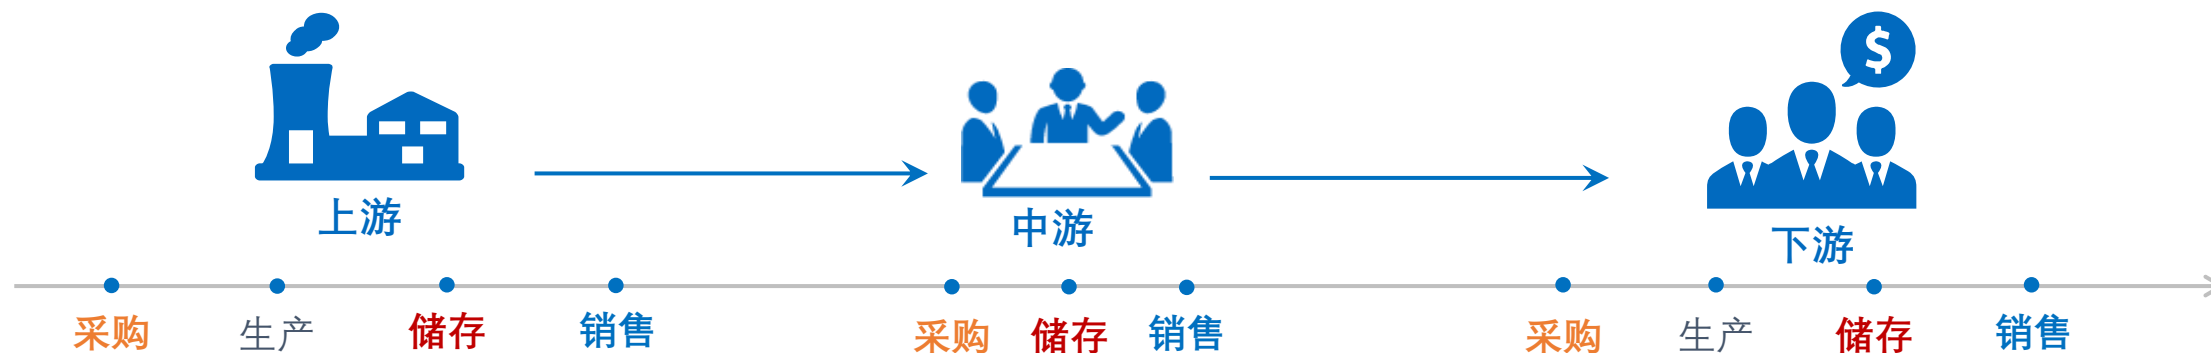 $
上游
中游
下游
采购 生产 储存 销售 采购 储存 销售 采购 生产 储存 销售